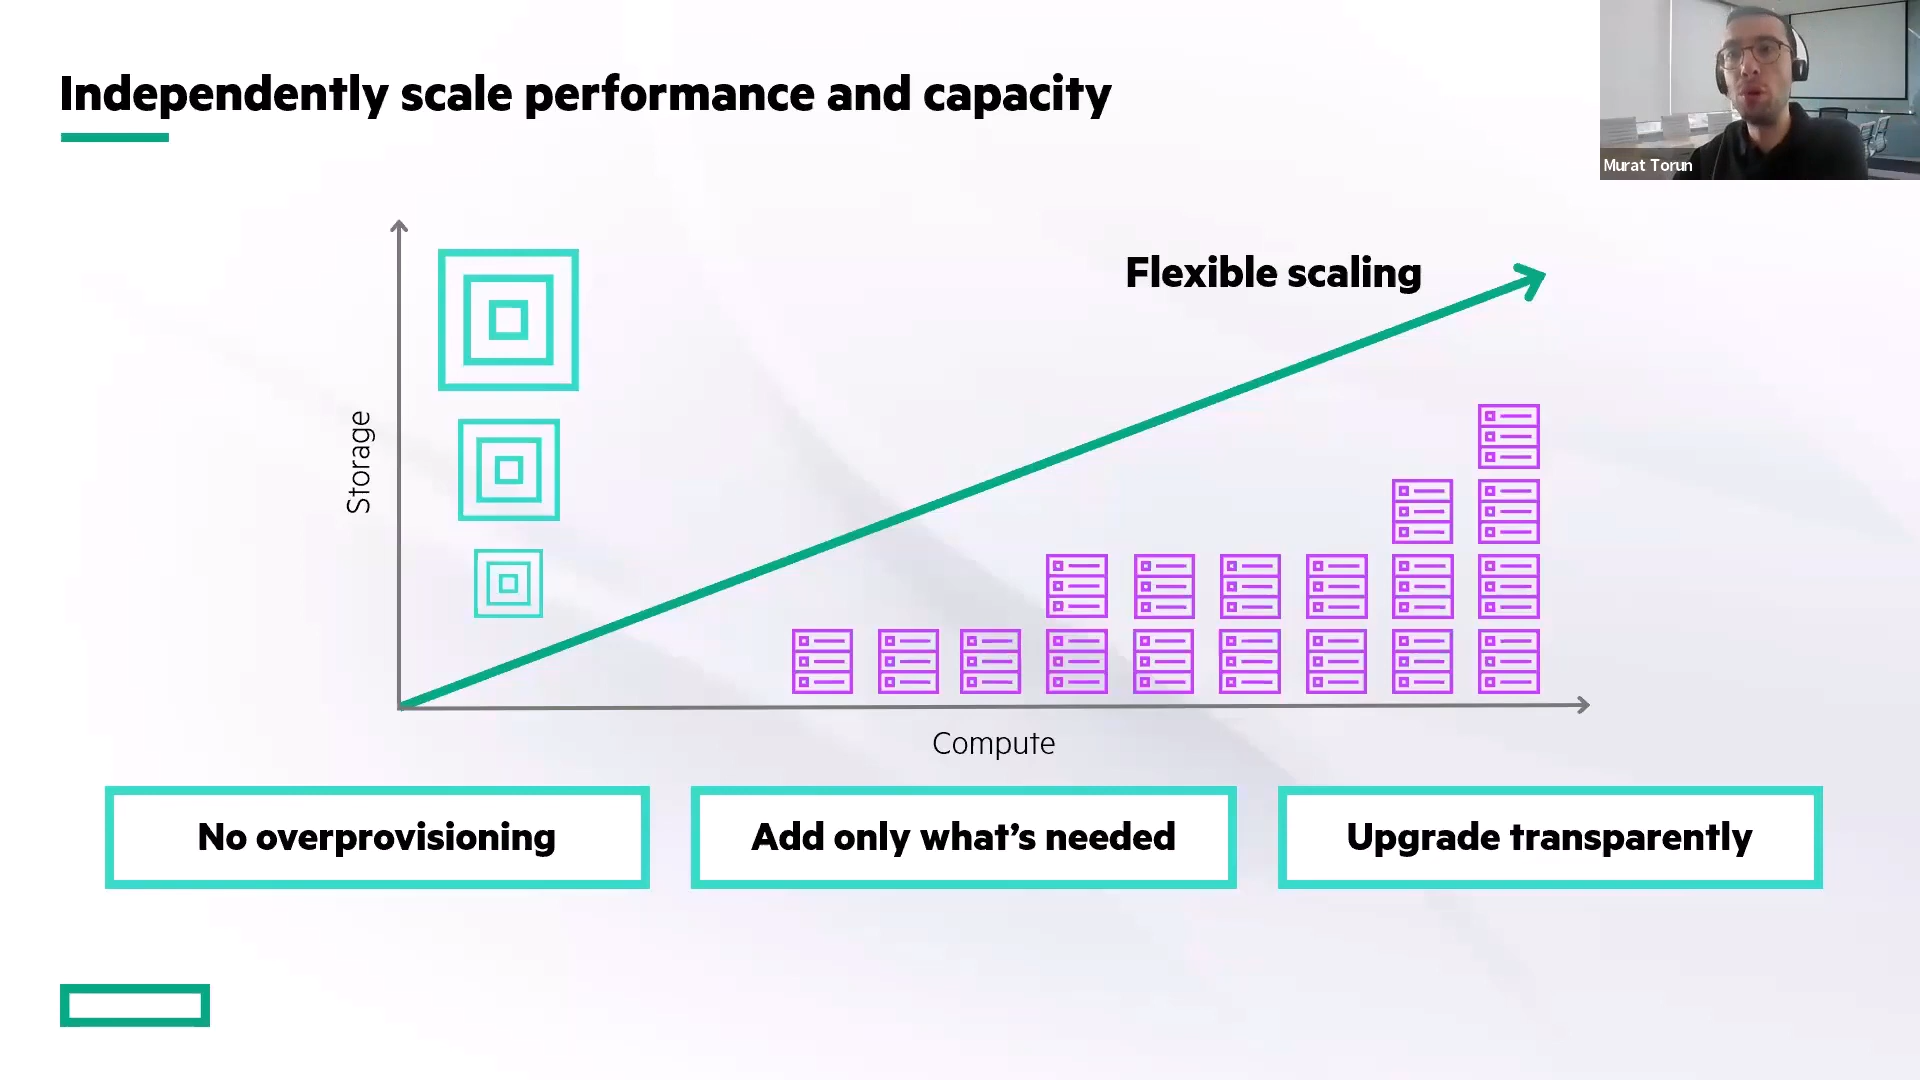 Independently scale performance and capacity
Murat Torun
Flexible scaling
Storage
Compute
No overprovisioning
Add only what’s needed
Upgrade transparently